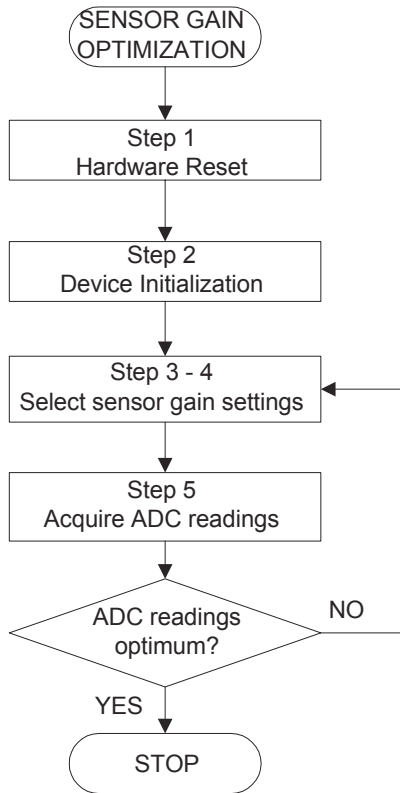 SENSOR GAIN
OPTIMIZATION
Step 1
Hardware Reset
Step 2
Device Initialization
Step 3 - 4
Select sensor gain settings
Step 5
Acquire ADC readings
ADC readings
optimum?
NO
YES
STOP